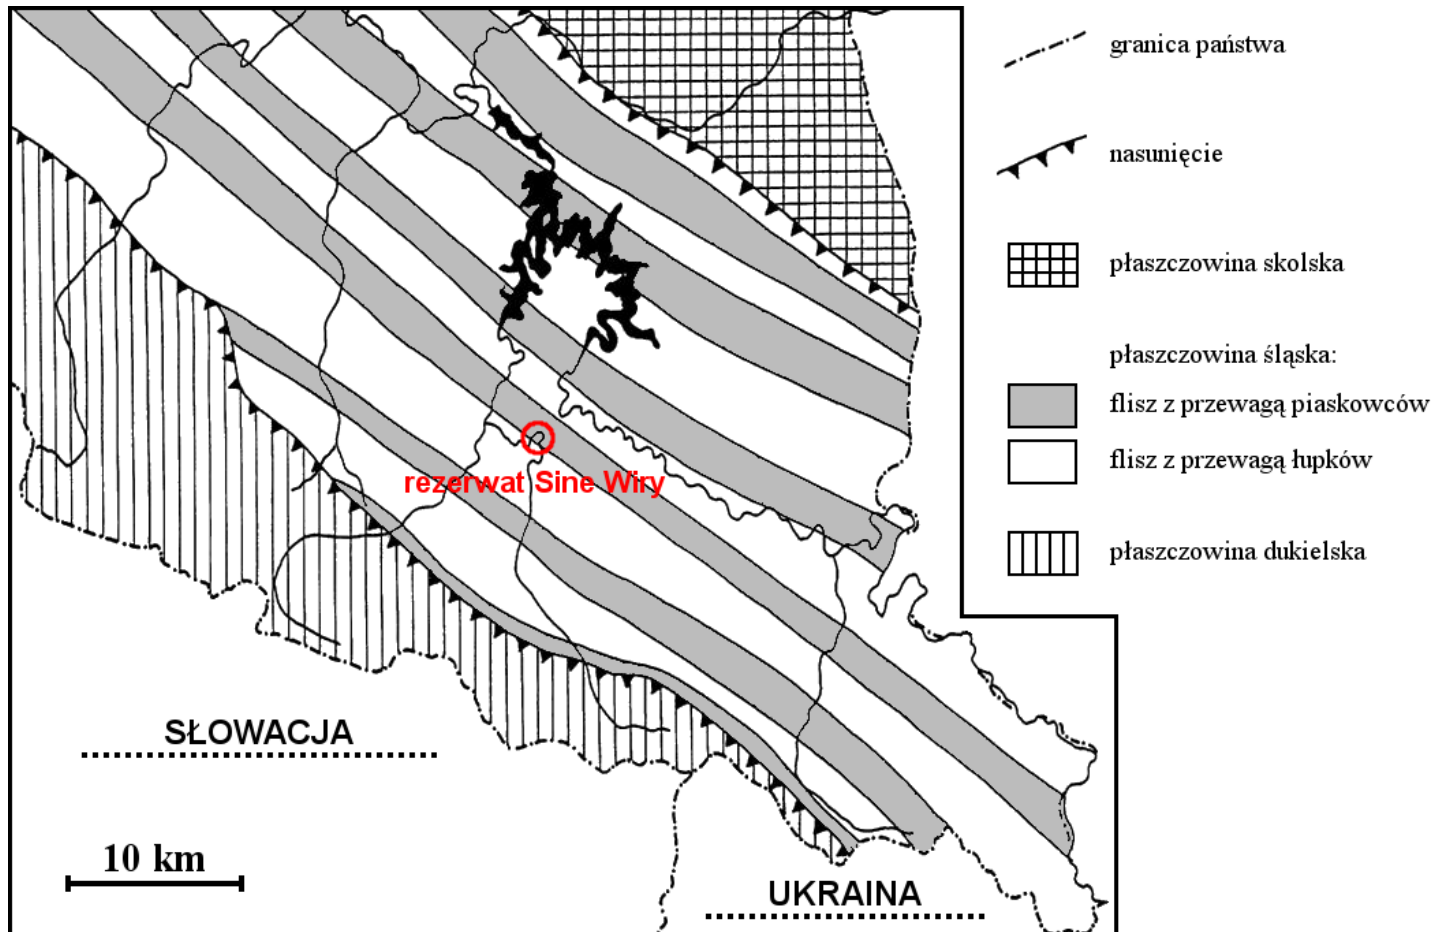 granica państwa
nasunięcie
płaszczowina skolska
płaszczowina śląska:
flisz z przewagą piaskowców
flisz z przewagą łupków
płaszczowina dukielska
rezerwat Sine Wiry
SŁOWACJA
10 km
UKRAINA